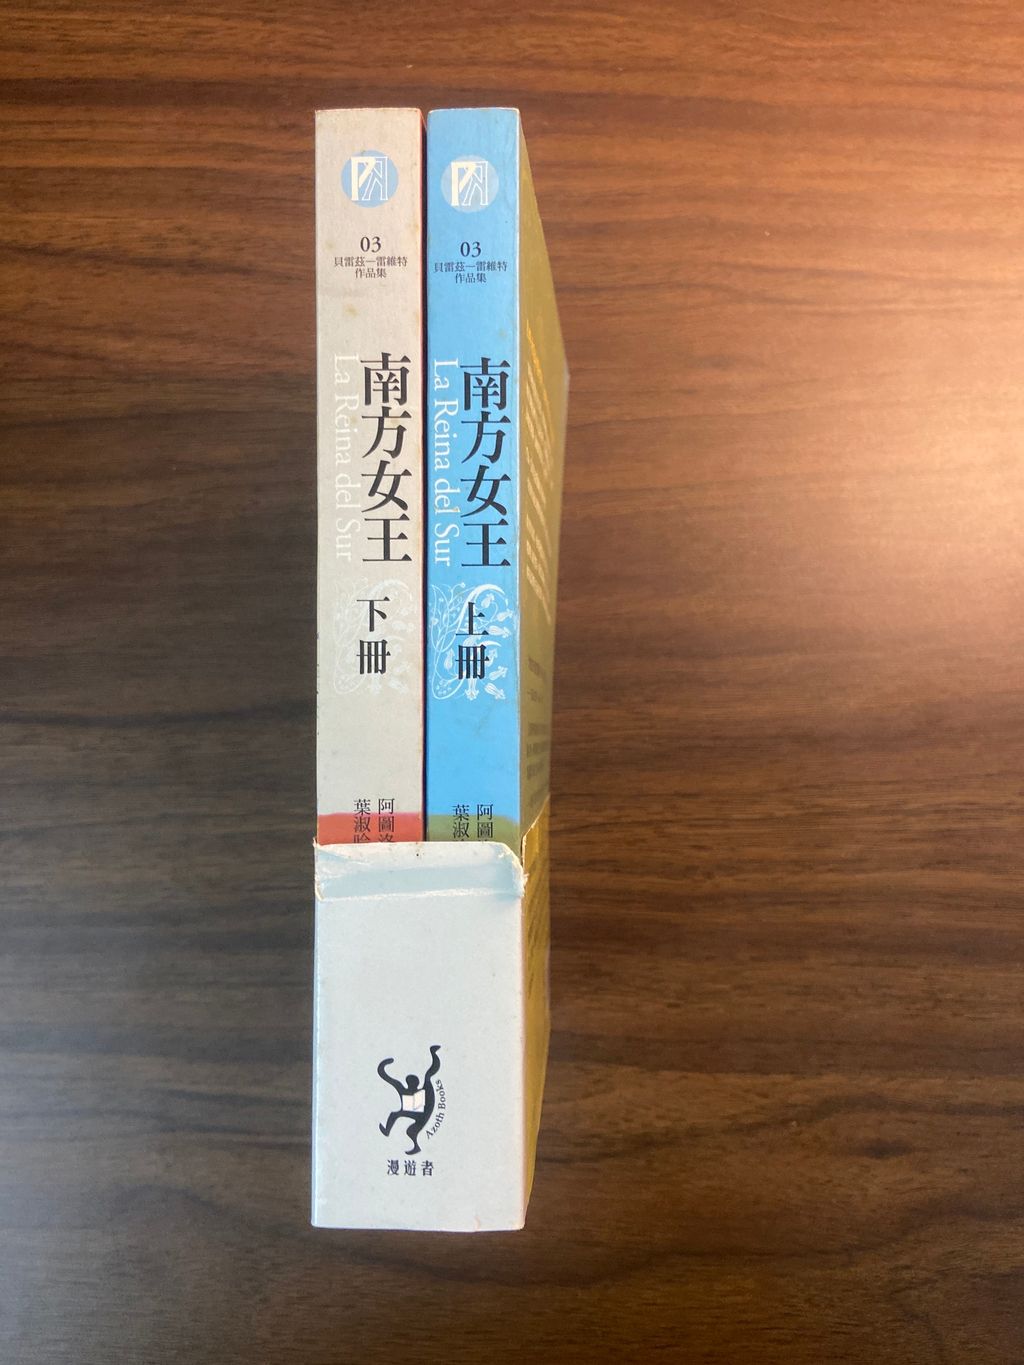 03
貝雷茲—雷維特
作品集
南方女王
La Reina del Sur
下冊
阿圖洛
葉淑吟
03
貝雷茲—雷維特
作品集
南方女王
La Reina del Sur
上冊
阿圖
葉淑
Azoth Books
漫遊者